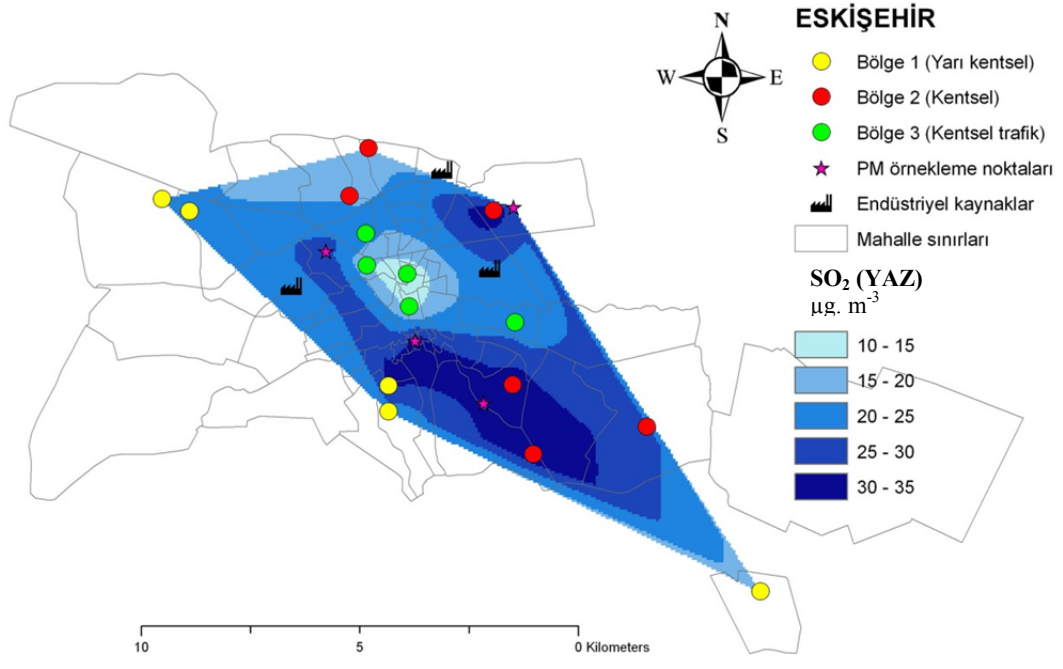 N
W E
S
ESKİŞEHİR
Bölge 1 (Yarı kentsel)
Bölge 2 (Kentsel)
Bölge 3 (Kentsel trafik)
PM örnekleme noktaları
Endüstriyel kaynaklar
Mahalle sınırları
SO₂ (YAZ)
µg. m⁻³
10 - 15
15 - 20
20 - 25
25 - 30
30 - 35
10 5 0 Kilometers